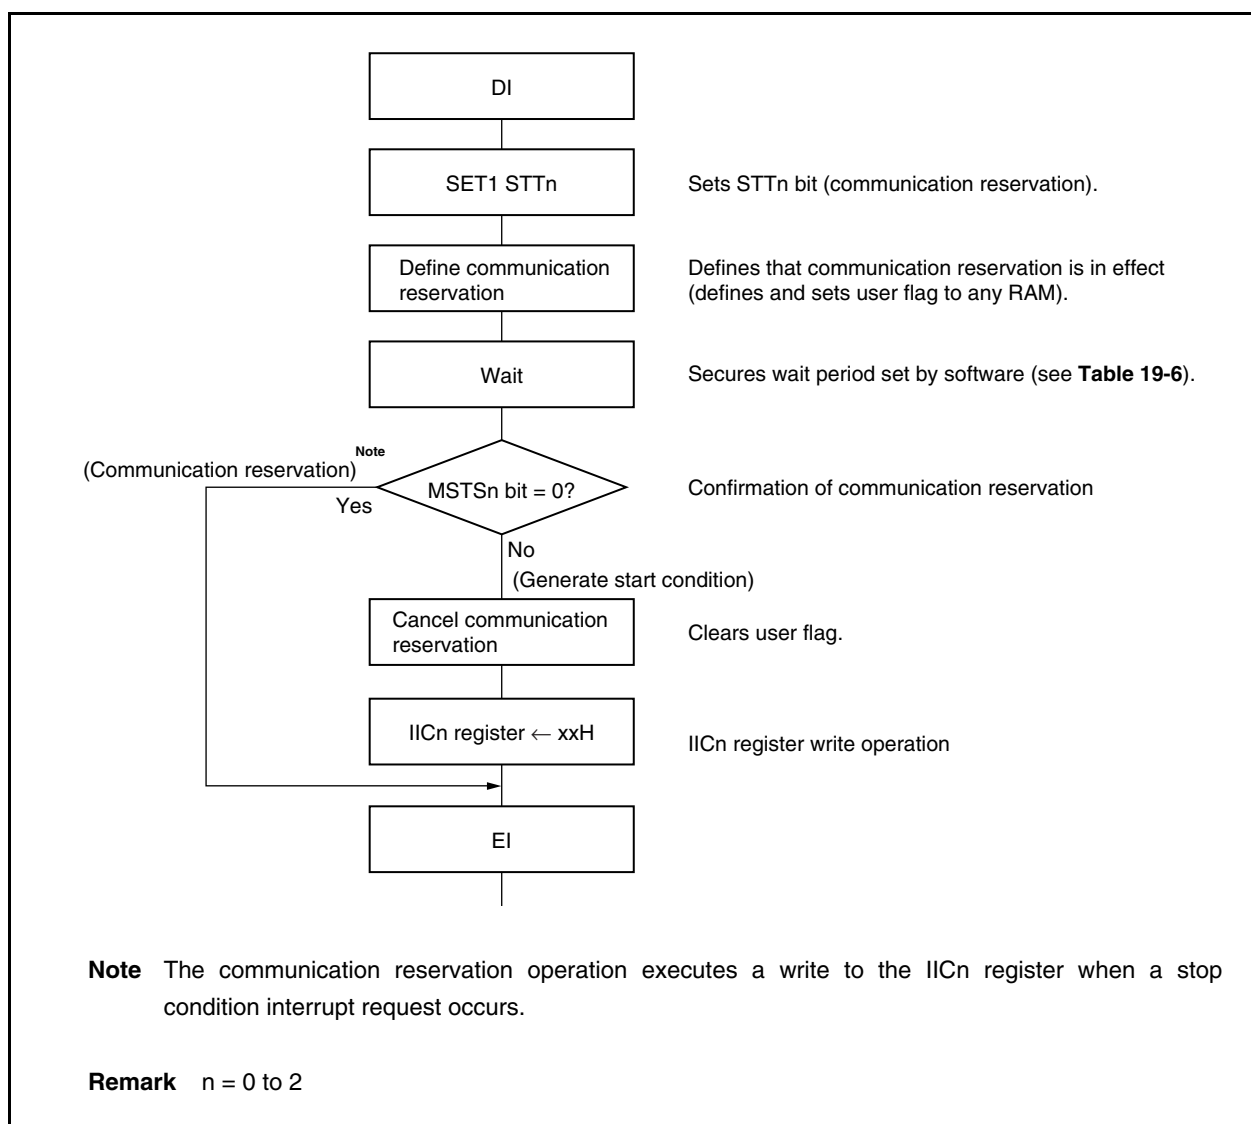 DI
SET1 STTn
Sets STTn bit (communication reservation).
Define communication
reservation
Defines that communication reservation is in effect
(defines and sets user flag to any RAM).
Wait
Secures wait period set by software (see Table 19-6).
(Communication reservation) Note
Yes
MSTSn bit = 0?
Confirmation of communication reservation
No
(Generate start condition)
Cancel communication
reservation
Clears user flag.
IICn register ← xxH
IICn register write operation
EI
Note The communication reservation operation executes a write to the IICn register when a stop
condition interrupt request occurs.
Remark n = 0 to 2